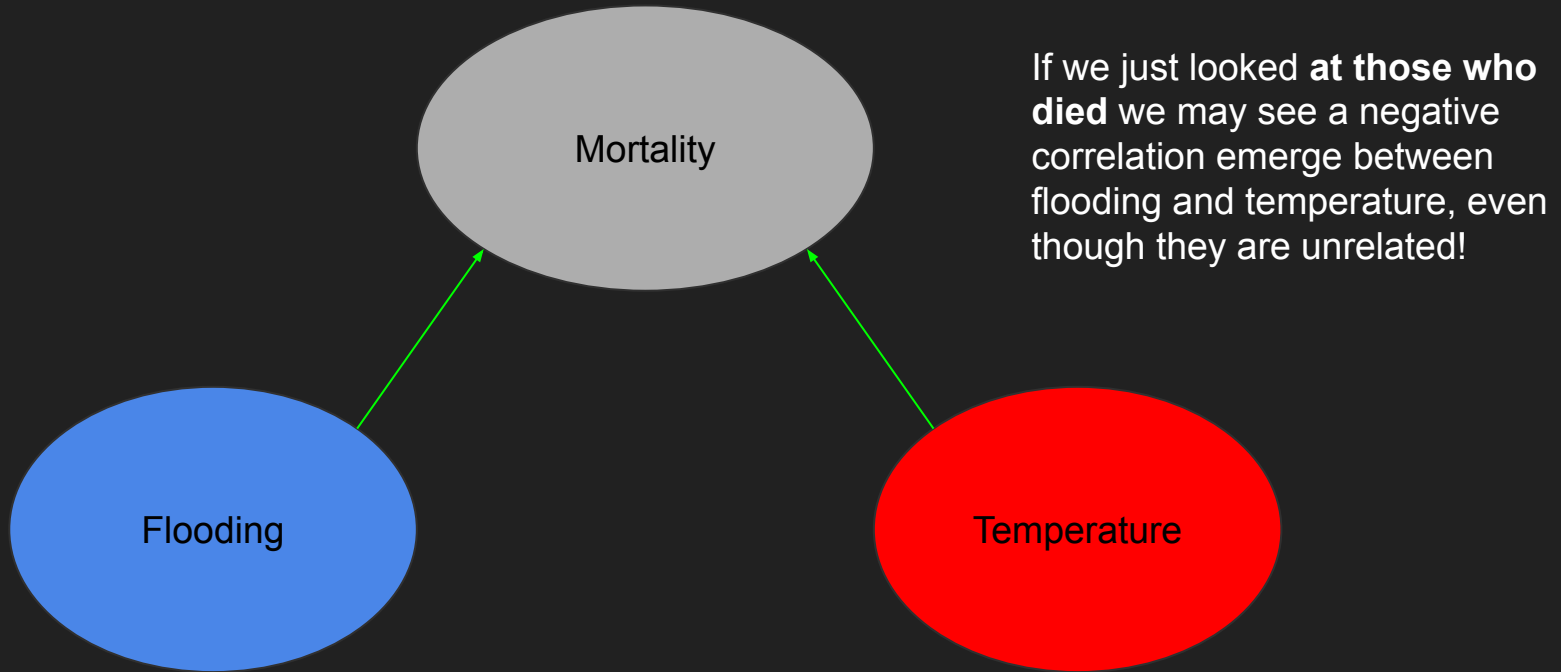 Mortality
If we just looked at those who
died we may see a negative
correlation emerge between
flooding and temperature, even
though they are unrelated!
Flooding
Temperature